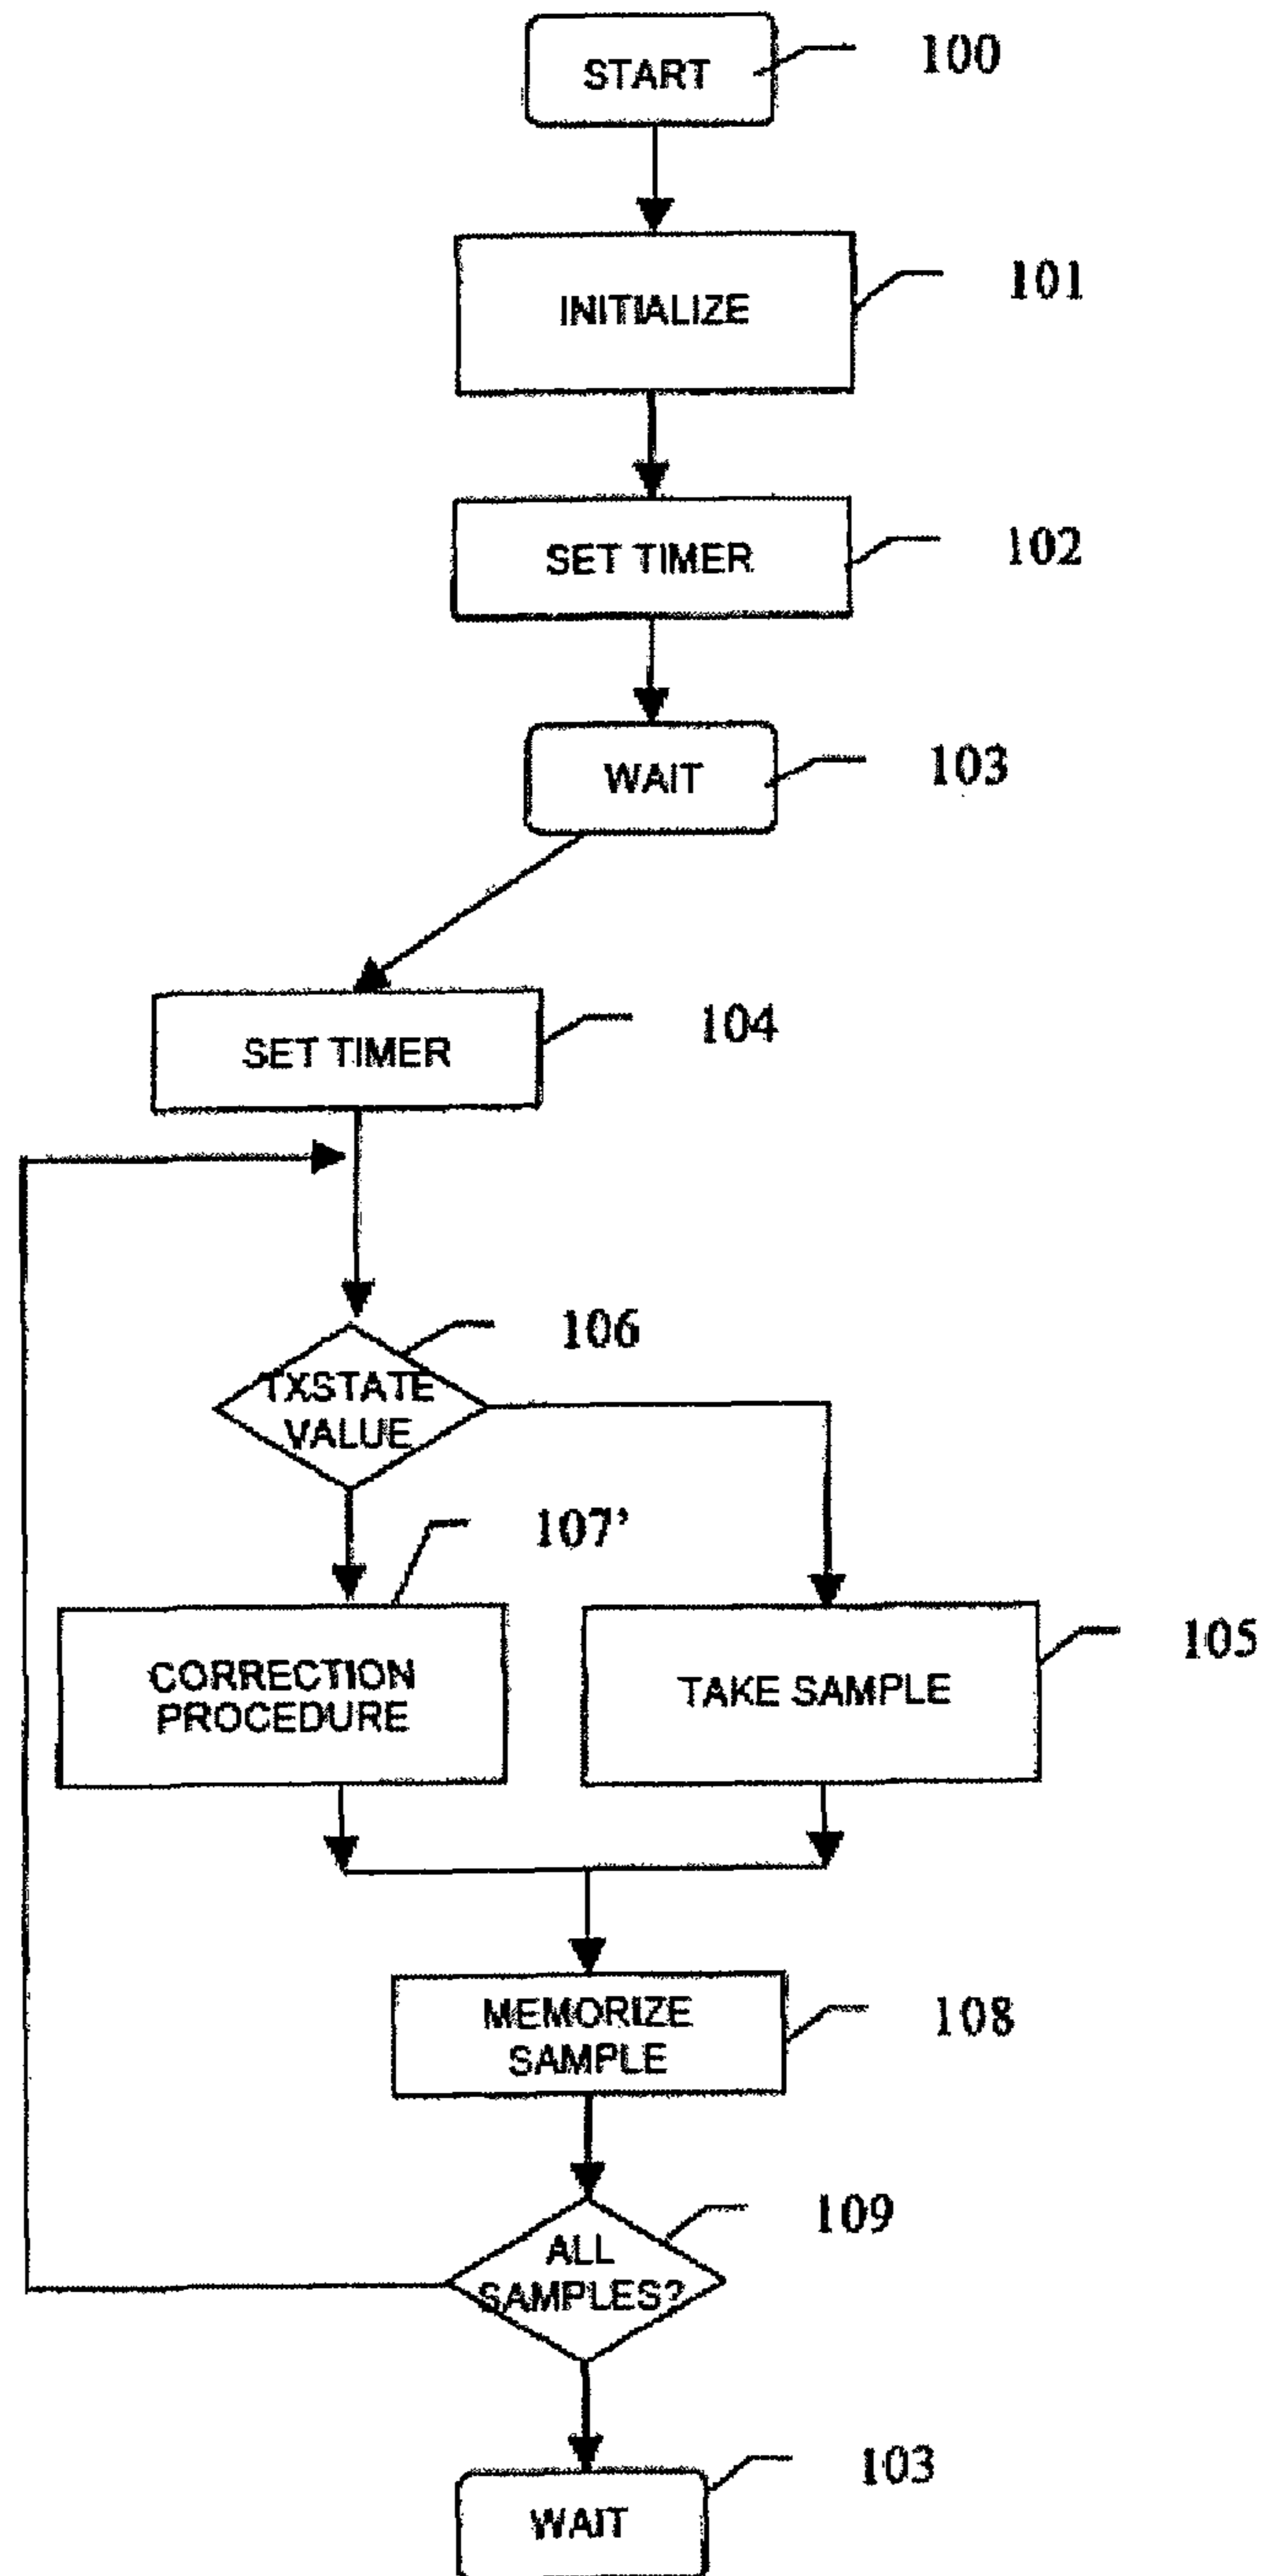 START
100
INITIALIZE
101
SET TIMER
102
WAIT
103
SET TIMER
104
TXSTATE
VALUE
106
CORRECTION
PROCEDURE
107’
TAKE SAMPLE
105
MEMORIZE
SAMPLE
108
ALL
SAMPLES?
109
WAIT
103